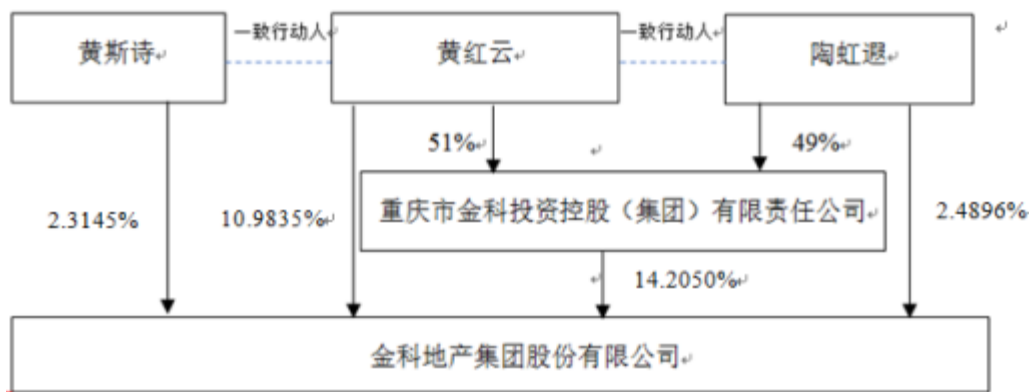 黄斯诗
一致行动人
黄红云
一致行动人
陶虹遐
51%
49%
2.3145%
10.9835%
重庆市金科投资控股（集团）有限责任公司
2.4896%
14.2050%
金科地产集团股份有限公司